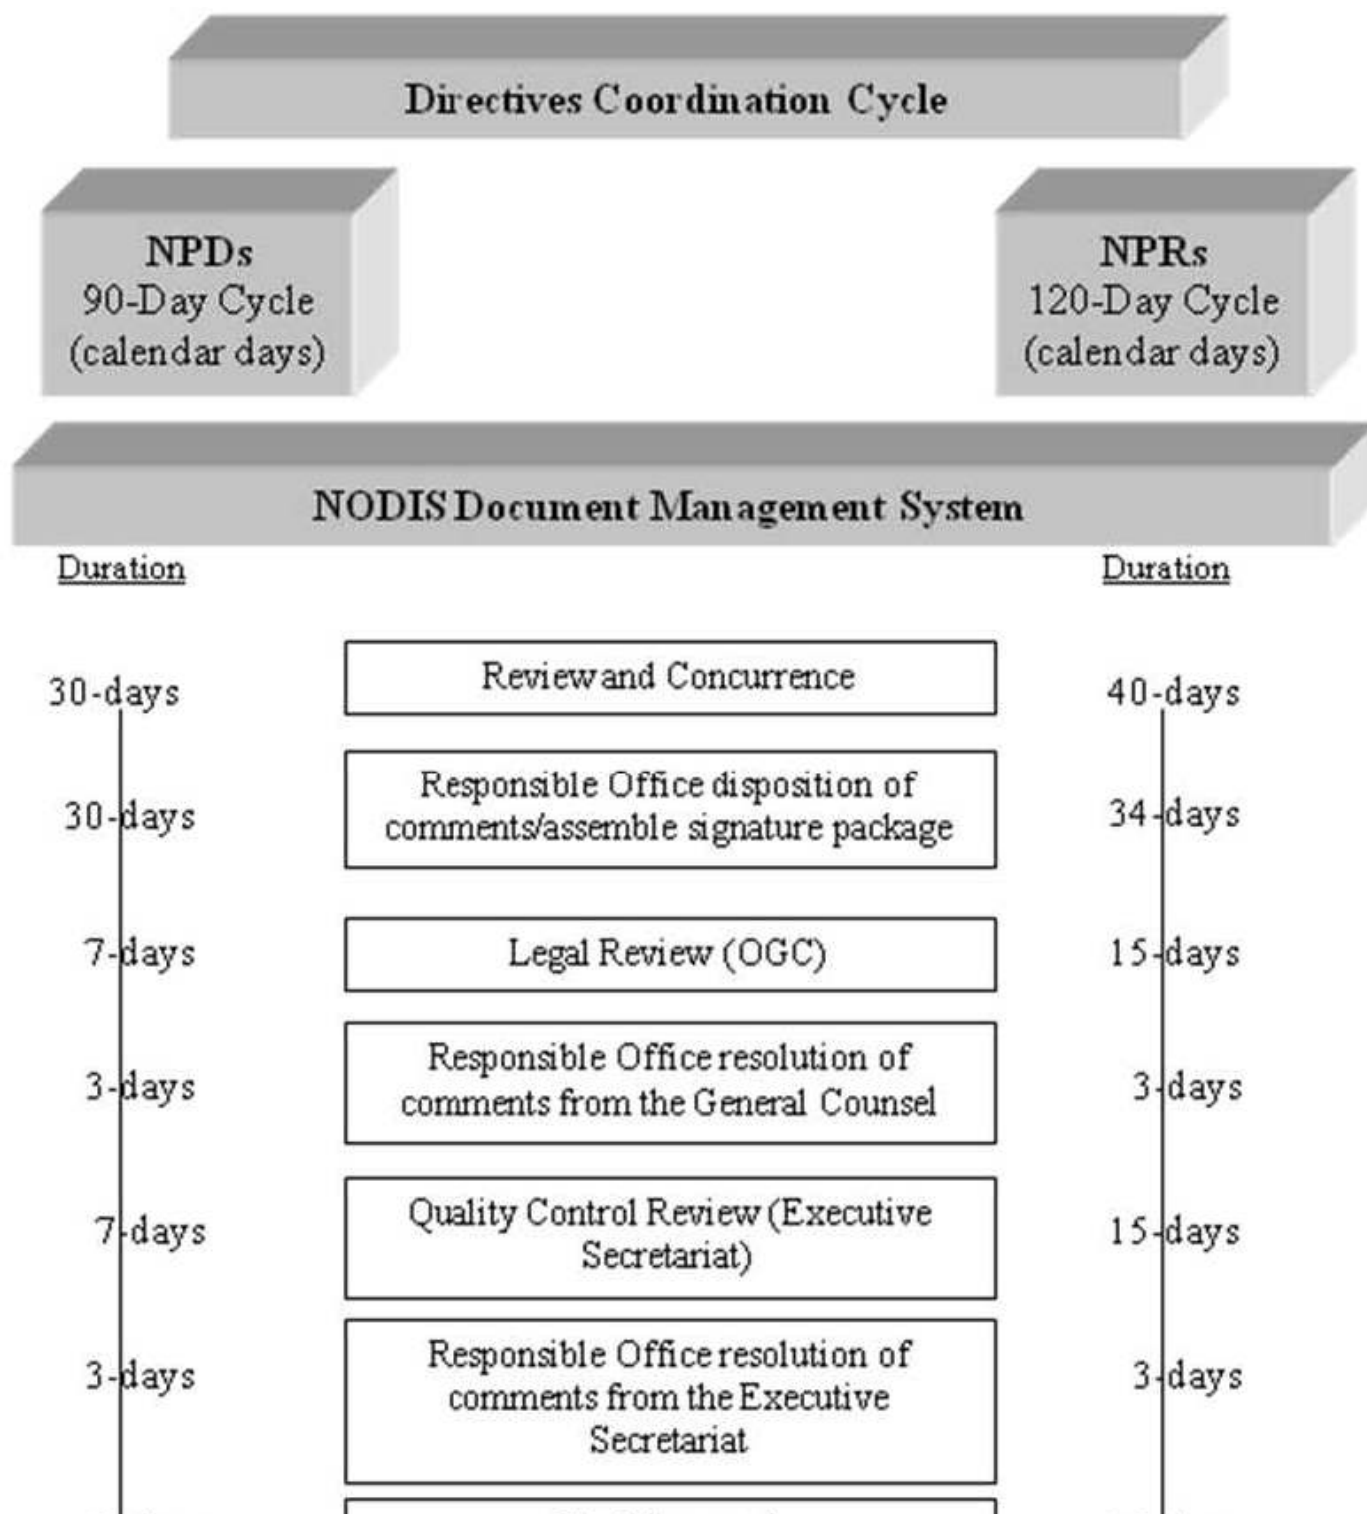 Directives Coordination Cycle
NPDs
90-Day Cycle
(calendar days)
NPRs
120-Day Cycle
(calendar days)
NODIS Document Management System
Duration
Duration
30-days
Review and Concurrence
40-days
30-days
Responsible Office disposition of
comments/assemble signature package
34-days
7-days
Legal Review (OGC)
15-days
3-days
Responsible Office resolution of
comments from the General Counsel
3-days
7-days
Quality Control Review (Executive
Secretariat)
15-days
3-days
Responsible Office resolution of
comments from the Executive
Secretariat
3-days